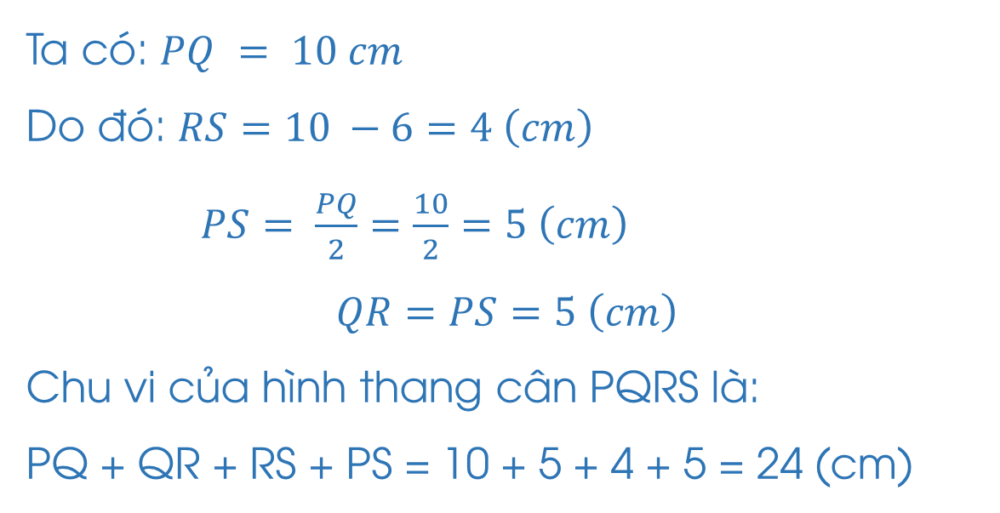 Ta có: PQ = 10 cm
Do đó: RS = 10 − 6 = 4 (cm)
PS = PQ/2 = 10/2 = 5 (cm)
QR = PS = 5 (cm)
Chu vi của hình thang cân PQRS là:
PQ + QR + RS + PS = 10 + 5 + 4 + 5 = 24 (cm)